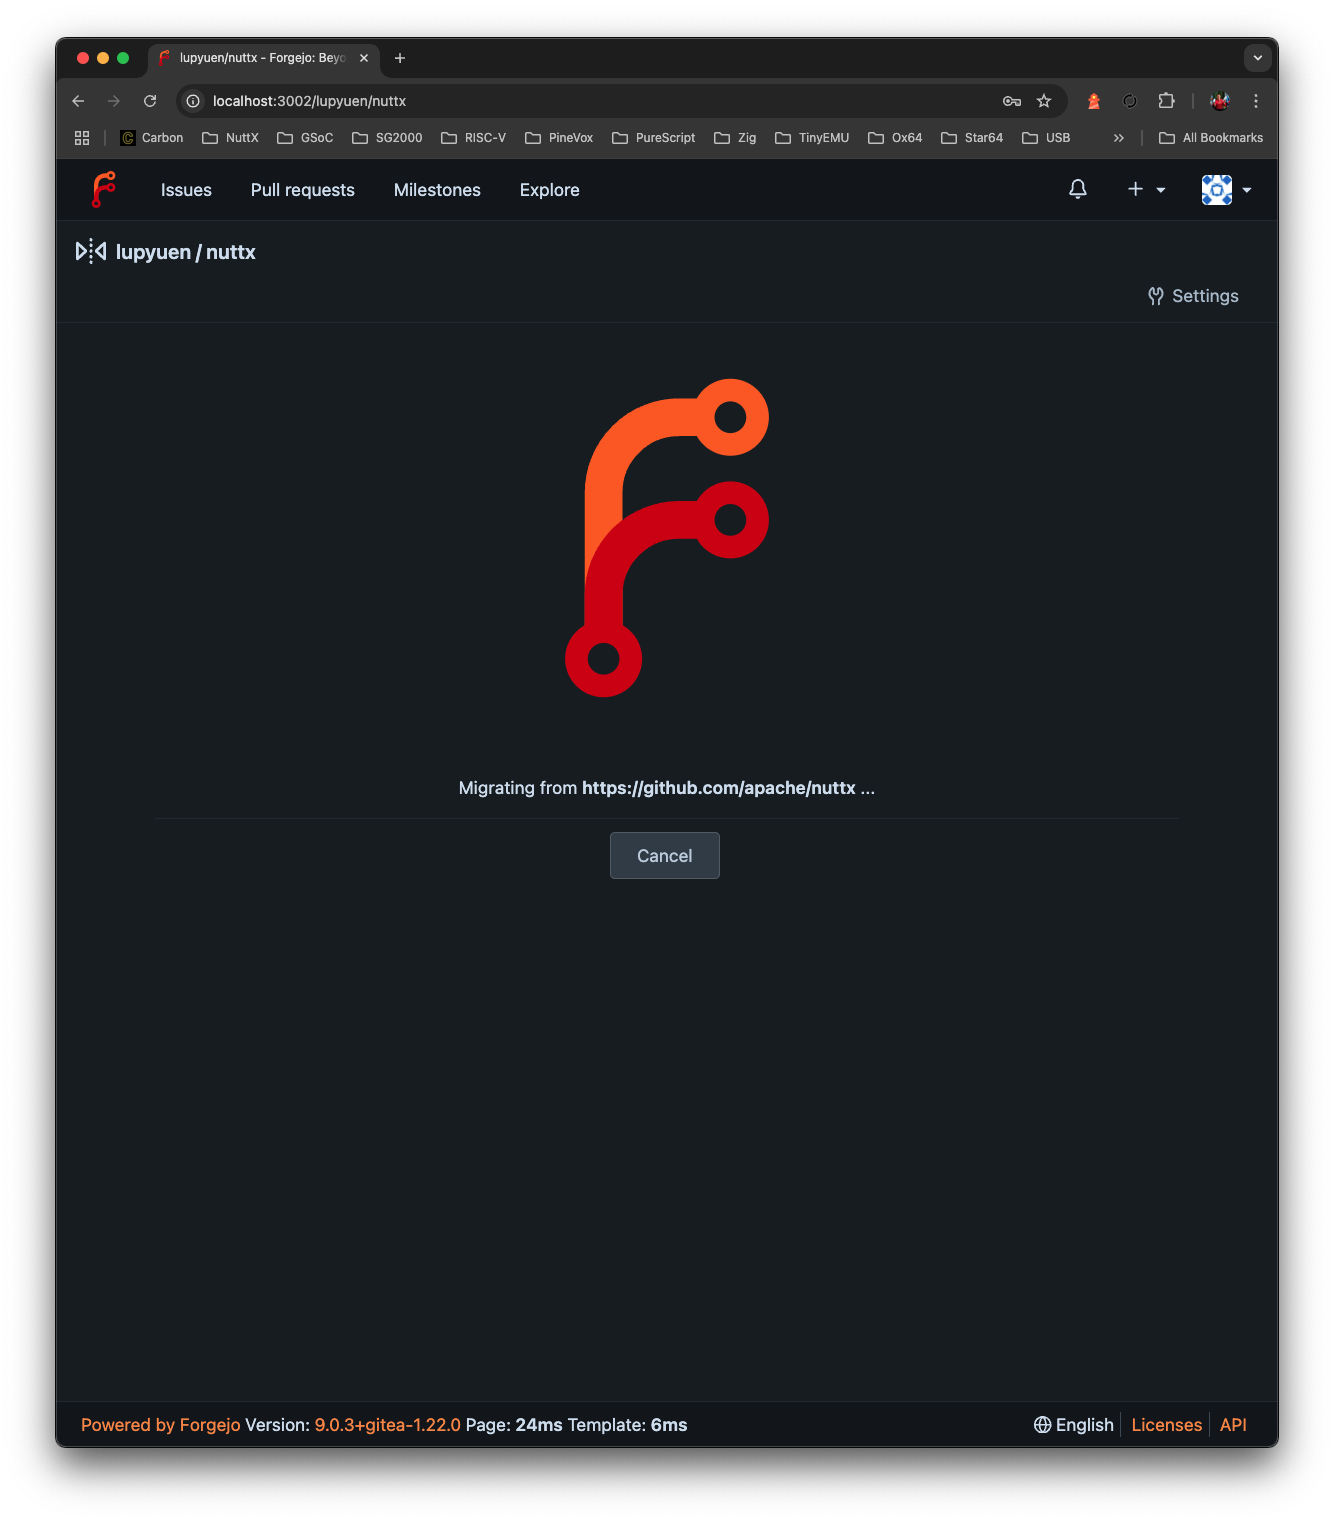 lupyuen/nuttx - Forgejo: Beyo
localhost:3002/lupyuen/nuttx
Carbon NuttX GSoC SG2000 RISC-V PineVox PureScript Zig TinyEMU Ox64 Star64 USB » All Bookmarks
Issues Pull requests Milestones Explore
lupyuen / nuttx
Settings
Migrating from https://github.com/apache/nuttx ...
Cancel
Powered by Forgejo Version: 9.0.3+gitea-1.22.0 Page: 24ms Template: 6ms English Licenses API